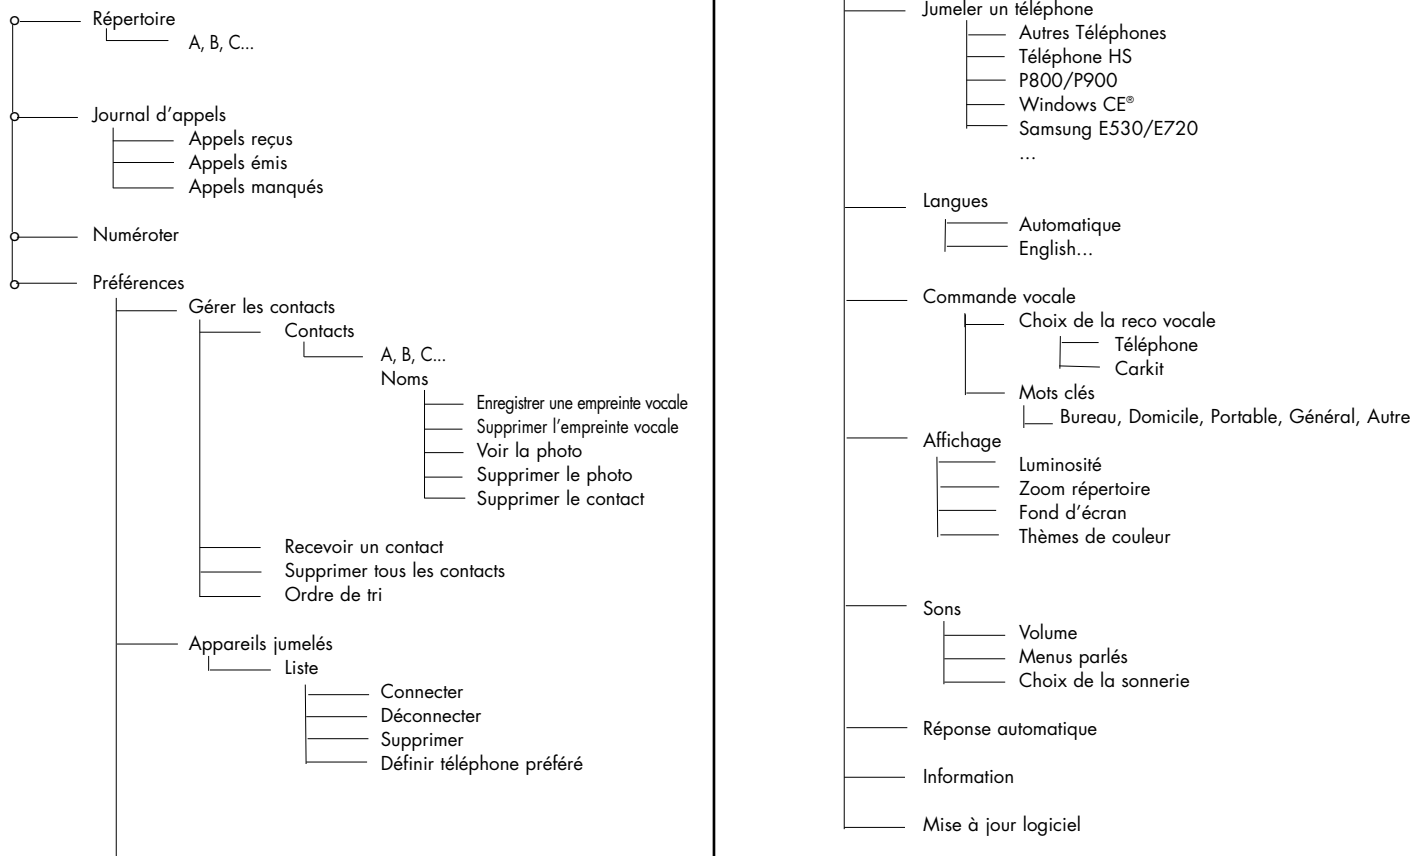 Répertoire
A, B, C...
Journal d'appels
Appels reçus
Appels émis
Appels manqués
Numéroter
Préférences
Gérer les contacts
Contacts
A, B, C...
Noms
Enregistrer une empreinte vocale
Supprimer l'empreinte vocale
Voir la photo
Supprimer le photo
Supprimer le contact
Recevoir un contact
Supprimer tous les contacts
Ordre de tri
Appareils jumelés
Liste
Connecter
Déconnecter
Supprimer
Définir téléphone préféré
Jumeler un téléphone
Autres Téléphones
Téléphone HS
P800/P900
Windows CE®
Samsung E530/E720
...
Langues
Automatique
English...
Commande vocale
Choix de la reco vocale
Téléphone
Carkit
Mots clés
Bureau, Domicile, Portable, Général, Autre
Affichage
Luminosité
Zoom répertoire
Fond d'écran
Thèmes de couleur
Sons
Volume
Menus parlés
Choix de la sonnerie
Réponse automatique
Information
Mise à jour logiciel